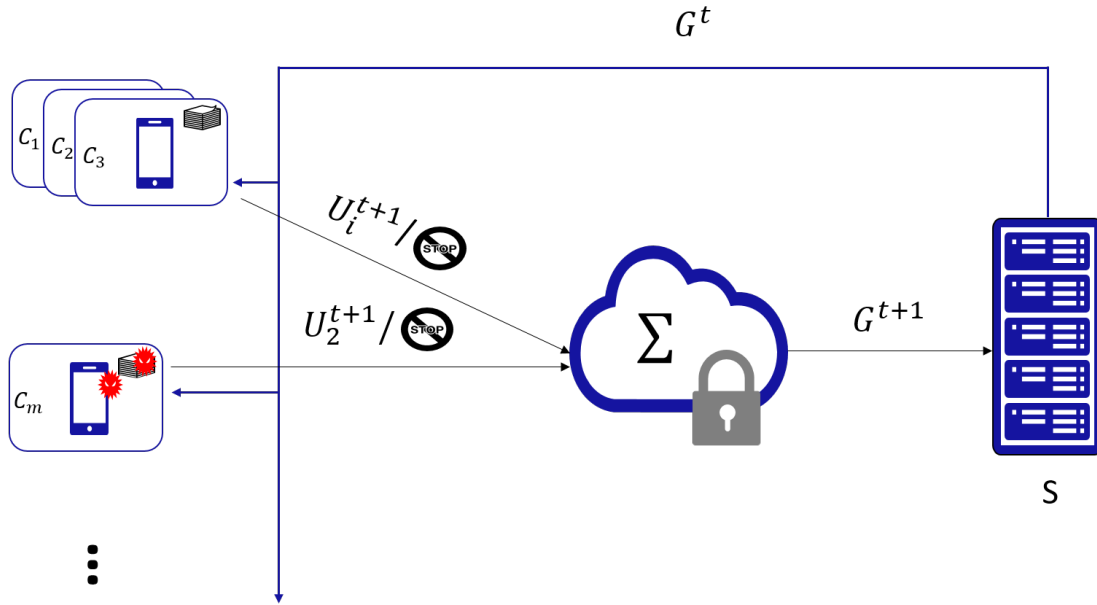 G^t
C_1
C_2
C_3
U_i^{t+1}/
STOP
U_2^{t+1}/
STOP
Σ
G^{t+1}
C_m
S
⋮